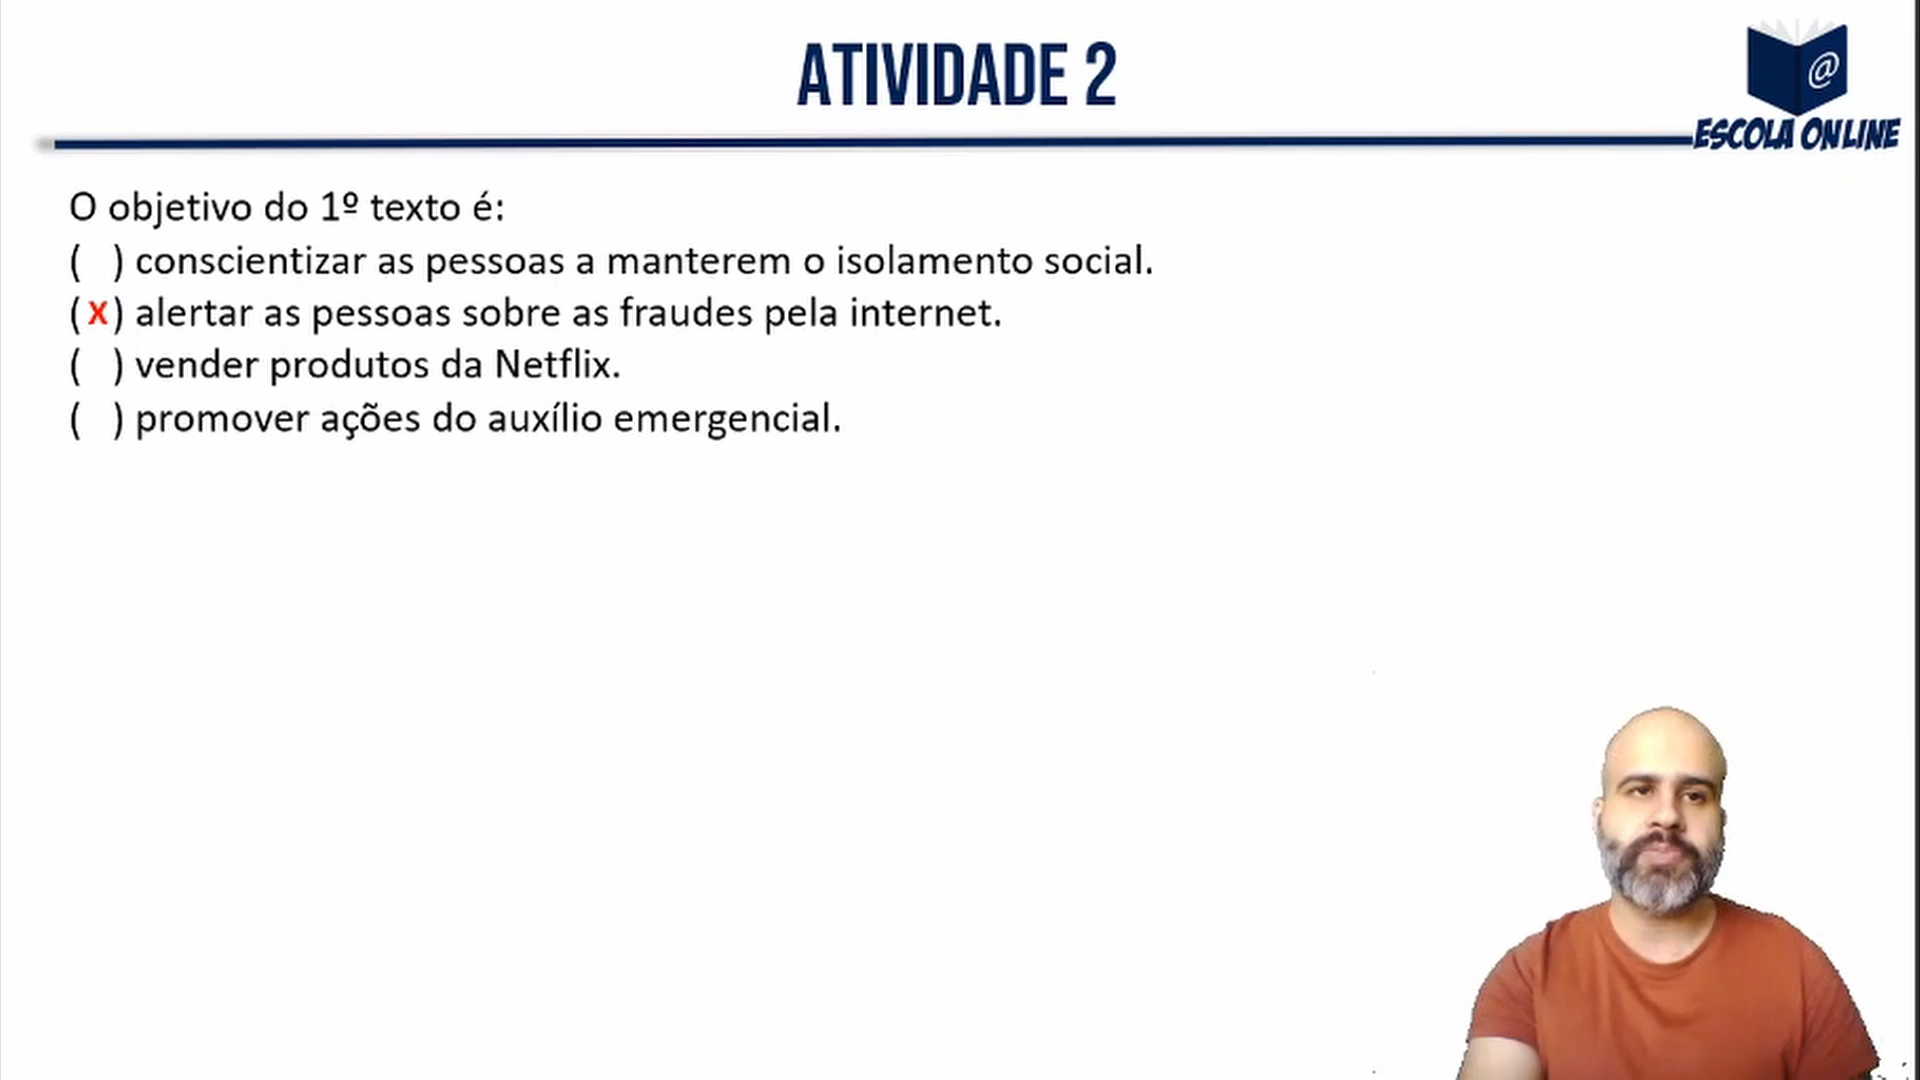 ATIVIDADE 2
@
ESCOLA ONLINE
O objetivo do 1º texto é:
(   ) conscientizar as pessoas a manterem o isolamento social.
( X ) alertar as pessoas sobre as fraudes pela internet.
(   ) vender produtos da Netflix.
(   ) promover ações do auxílio emergencial.